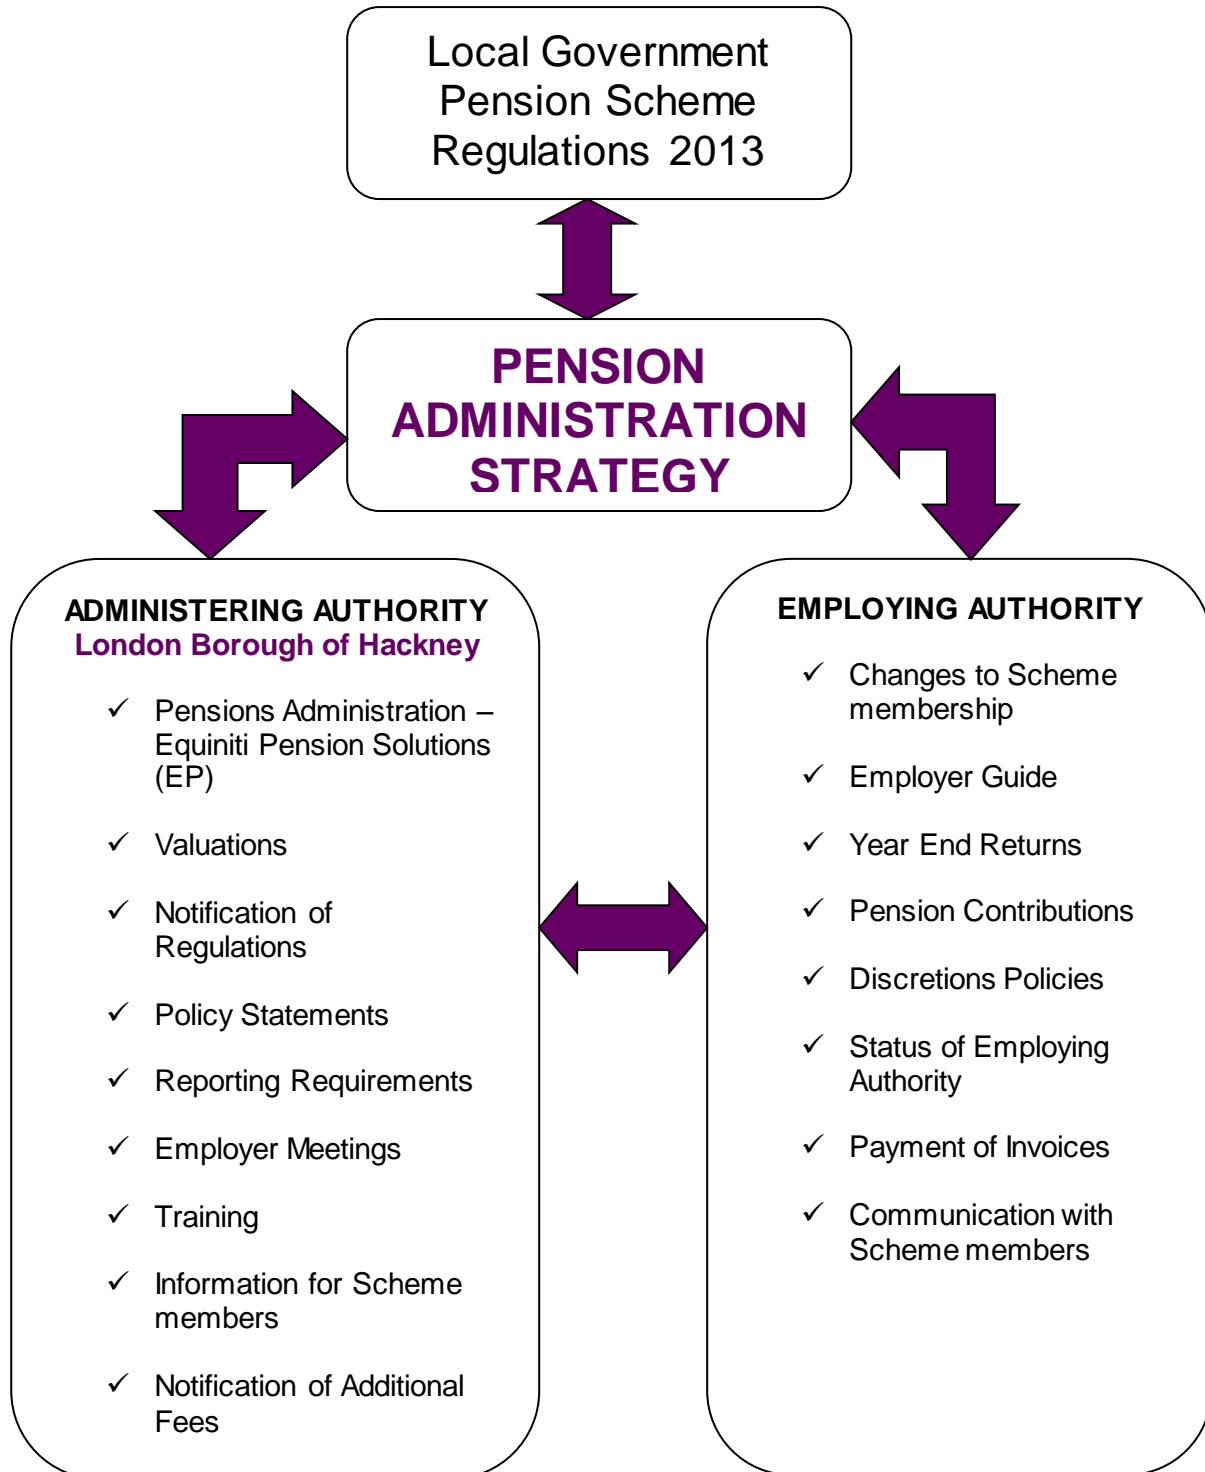 Local Government
Pension Scheme
Regulations 2013
PENSION
ADMINISTRATION
STRATEGY
ADMINISTERING AUTHORITY
London Borough of Hackney
✓ Pensions Administration –
Equiniti Pension Solutions
(EP)
✓ Valuations
✓ Notification of
Regulations
✓ Policy Statements
✓ Reporting Requirements
✓ Employer Meetings
✓ Training
✓ Information for Scheme
members
✓ Notification of Additional
Fees
EMPLOYING AUTHORITY
✓ Changes to Scheme
membership
✓ Employer Guide
✓ Year End Returns
✓ Pension Contributions
✓ Discretions Policies
✓ Status of Employing
Authority
✓ Payment of Invoices
✓ Communication with
Scheme members